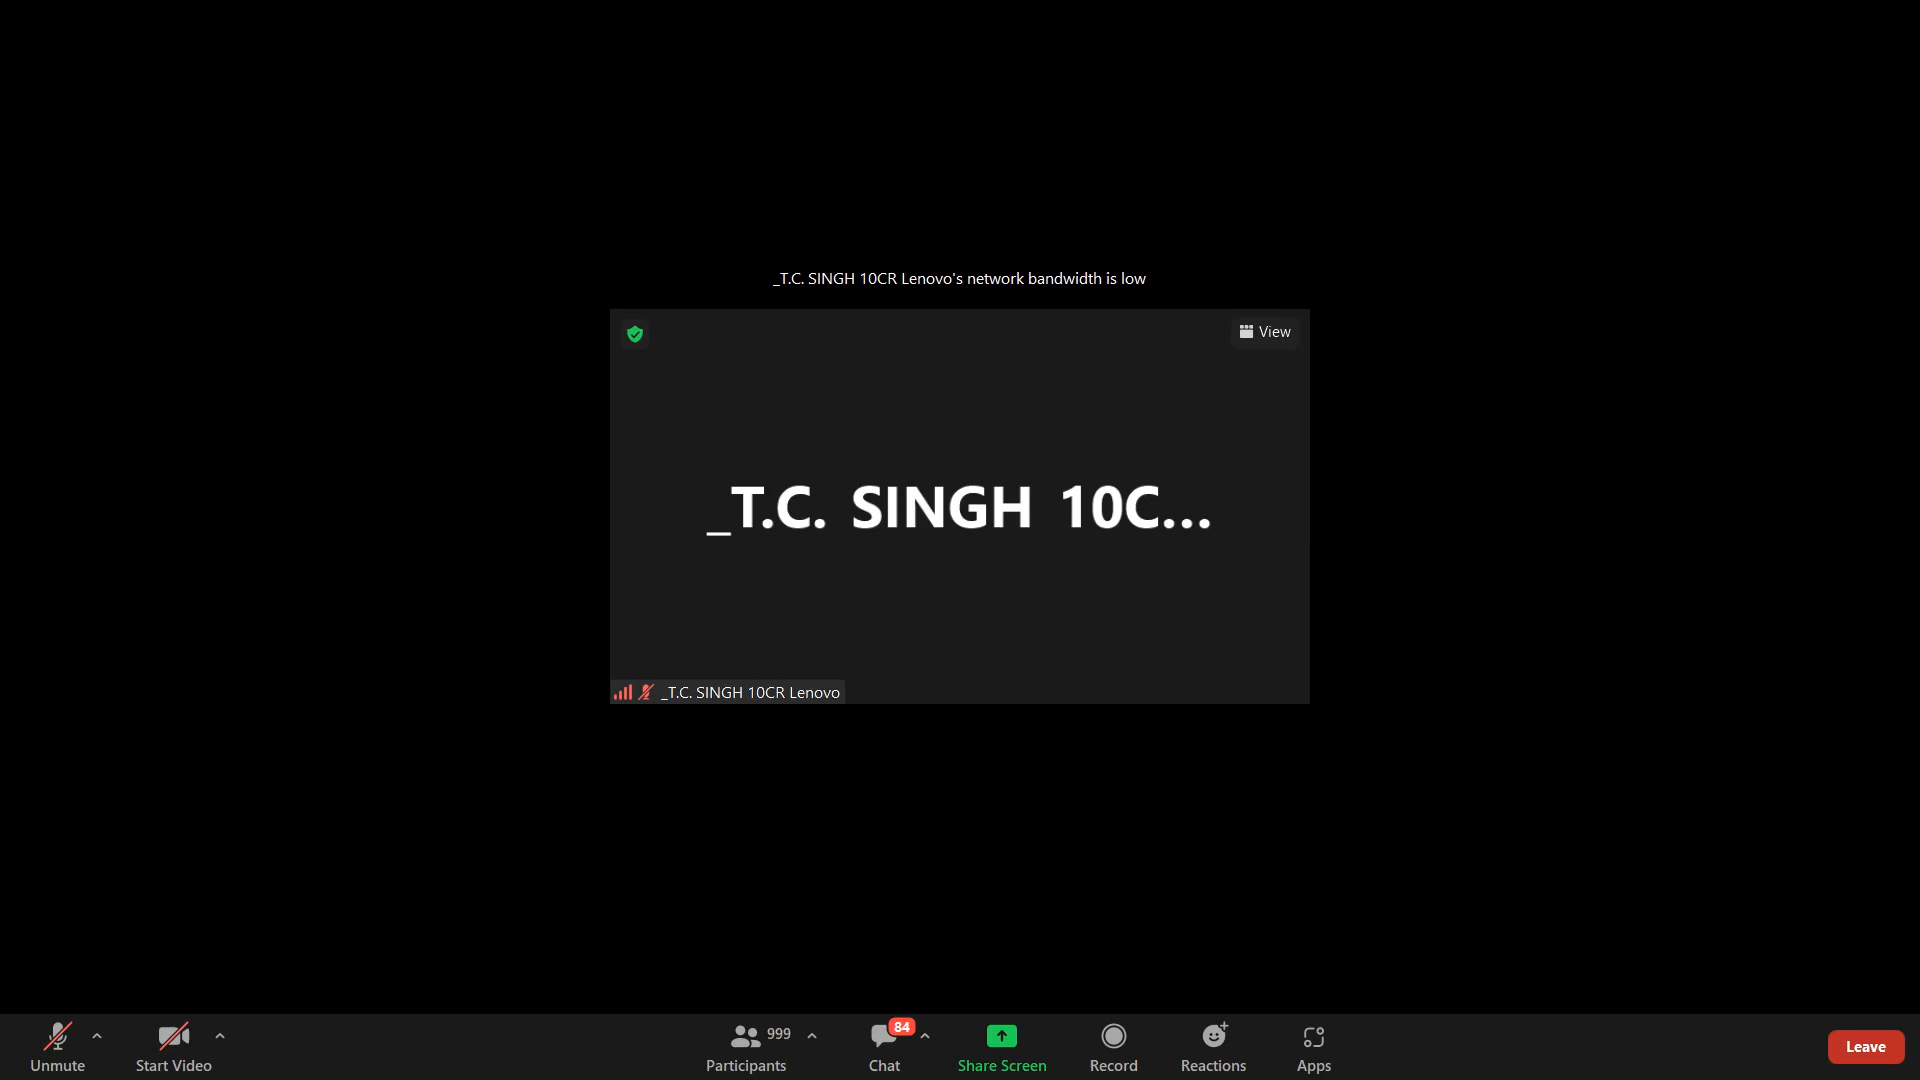 _T.C. SINGH 10CR Lenovo's network bandwidth is low
View
_T.C. SINGH 10C...
_T.C. SINGH 10CR Lenovo
999
84
Unmute
Start Video
Participants
Chat
Share Screen
Record
Reactions
Apps
Leave